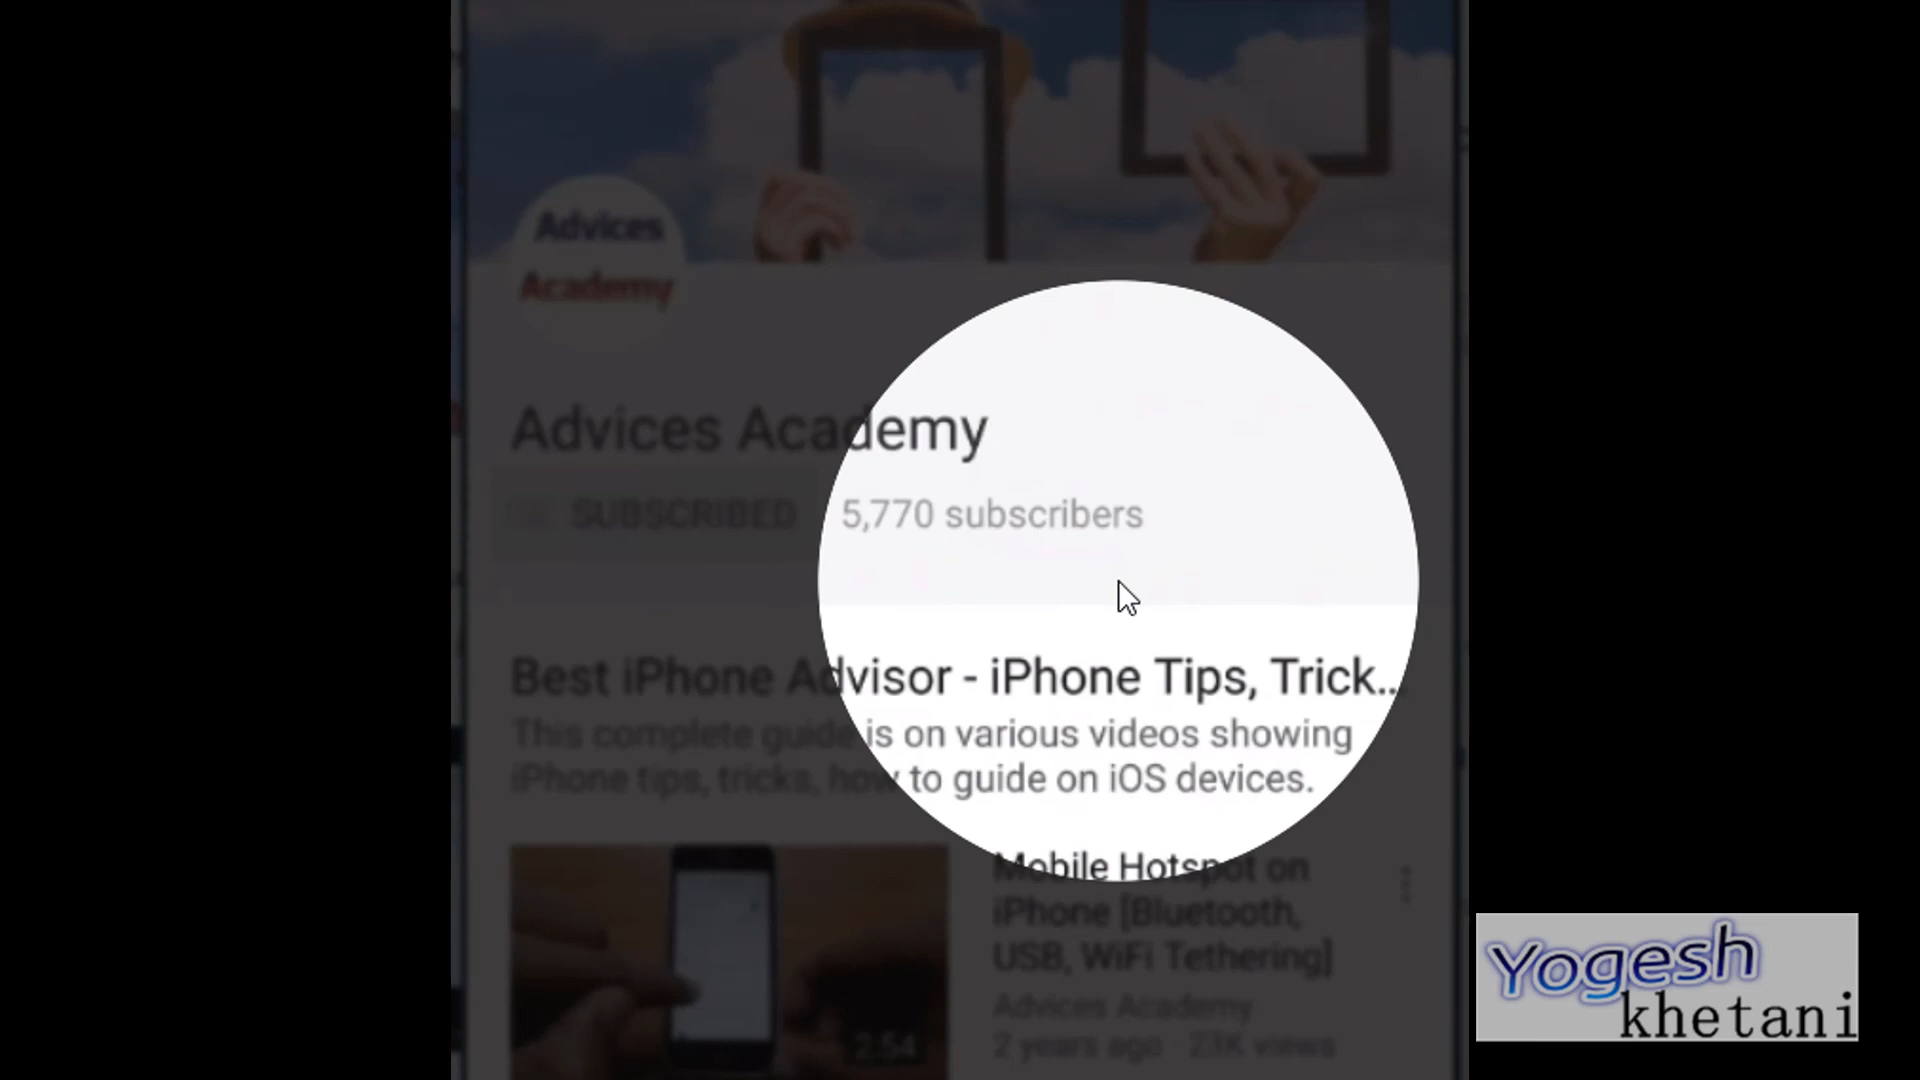 Advices
Academy
Advices Academy
SUBSCRIBED 5,770 subscribers
Best iPhone Advisor - iPhone Tips, Trick...
This complete guide is on various videos showing
iPhone tips, tricks, how to guide on iOS devices.
Mobile Hotspot on
iPhone [Bluetooth,
USB, WiFi Tethering]
Advices Academy
2 years ago 23K views
2:54
Yogesh
khetani